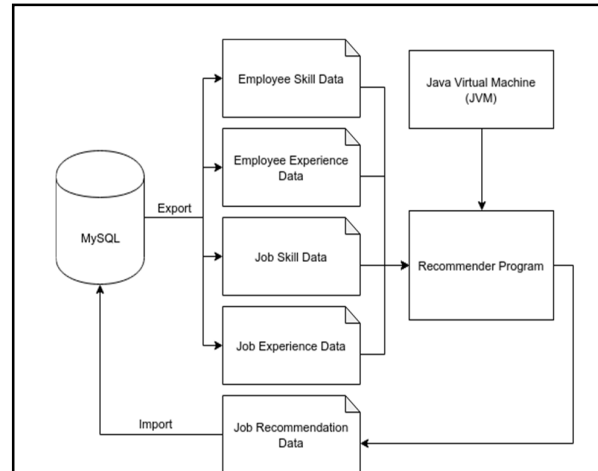 Employee Skill Data
Java Virtual Machine
(JVM)
Employee Experience
Data
Export
MySQL
Job Skill Data
Recommender Program
Job Experience Data
Import
Job Recommendation
Data